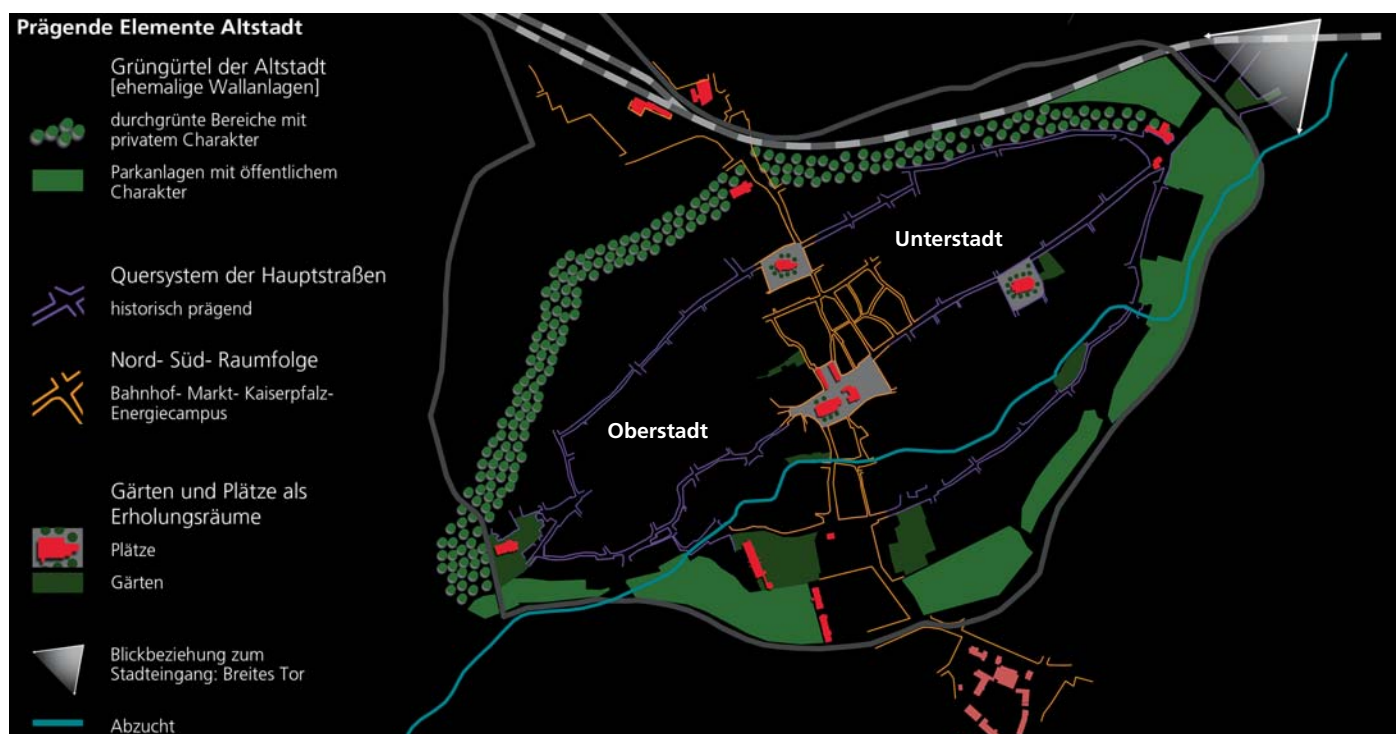 Prägende Elemente Altstadt
Grüngürtel der Altstadt
[ehemalige Wallanlagen]
durchgrünte Bereiche mit
privatem Charakter
Parkanlagen mit öffentlichem
Charakter
Quersystem der Hauptstraßen
historisch prägend
Nord- Süd- Raumfolge
Bahnhof- Markt- Kaiserpfalz-
Energiecampus
Gärten und Plätze als
Erholungsräume
Plätze
Gärten
Blickbeziehung zum
Stadteingang: Breites Tor
Abzucht
Unterstadt
Oberstadt